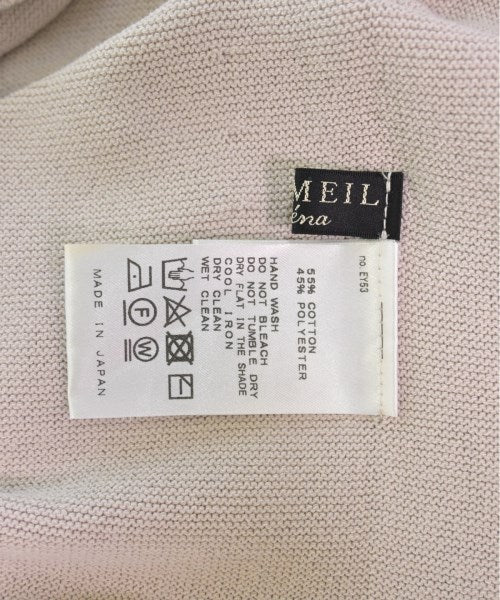 MEIL
éna
no.EY53
55% COTTON
45% POLYESTER
HAND WASH
DO NOT BLEACH
DO NOT TUMBLE DRY
DRY FLAT IN THE SHADE
COOL IRON
DRY CLEAN
WET CLEAN
F
W
MADE IN JAPAN